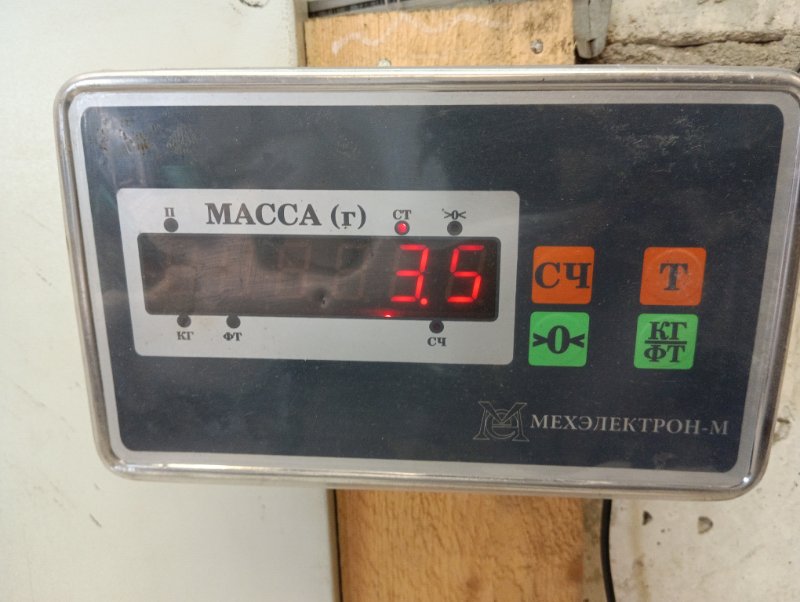 П МАССА (г) СТ >0<
3.5
КГ ФТ СЧ
СЧ Т
>0< КГ/ФТ
МЕХЭЛЕКТРОН-М